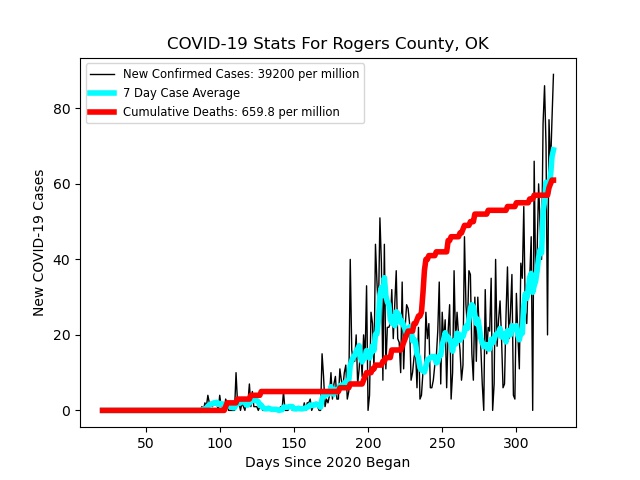 COVID-19 Stats For Rogers County, OK
New Confirmed Cases: 39200 per million
7 Day Case Average
Cumulative Deaths: 659.8 per million
New COVID-19 Cases
80
60
40
20
0
50 100 150 200 250 300
Days Since 2020 Began